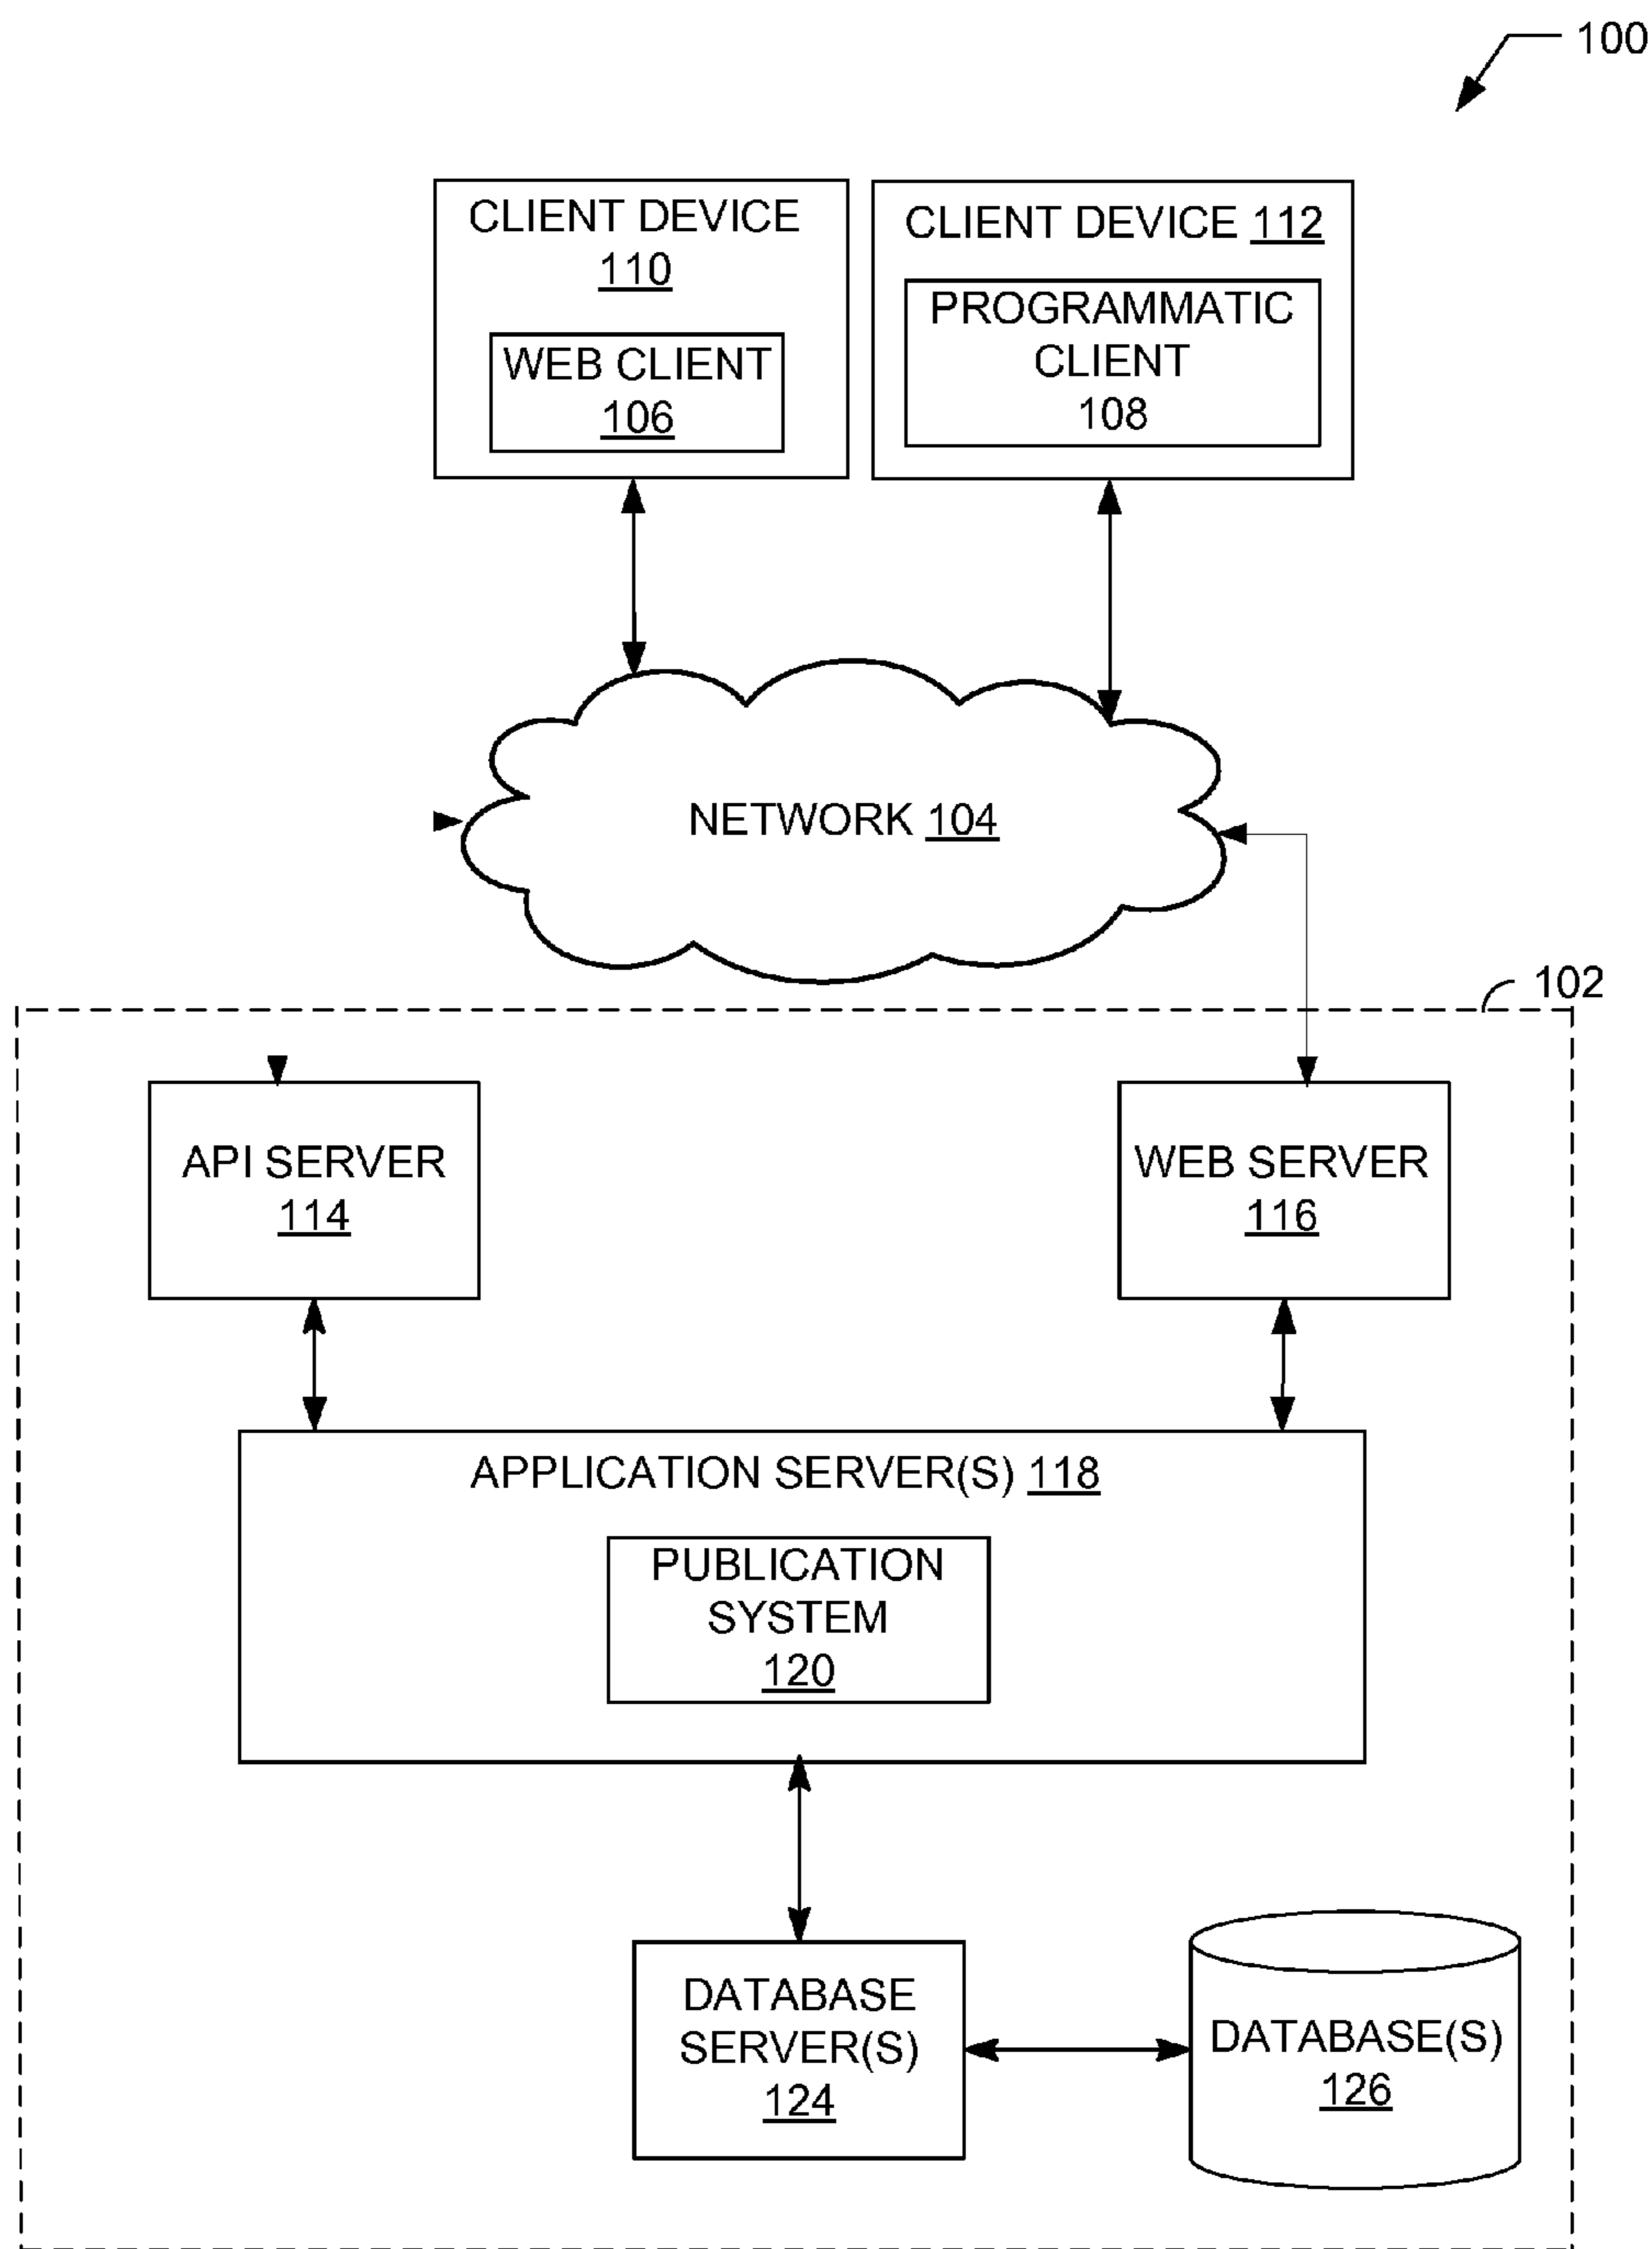 100
CLIENT DEVICE
110
WEB CLIENT
106
CLIENT DEVICE 112
PROGRAMMATIC
CLIENT
108
NETWORK 104
102
API SERVER
114
WEB SERVER
116
APPLICATION SERVER(S) 118
PUBLICATION
SYSTEM
120
DATABASE
SERVER(S)
124
DATABASE(S)
126